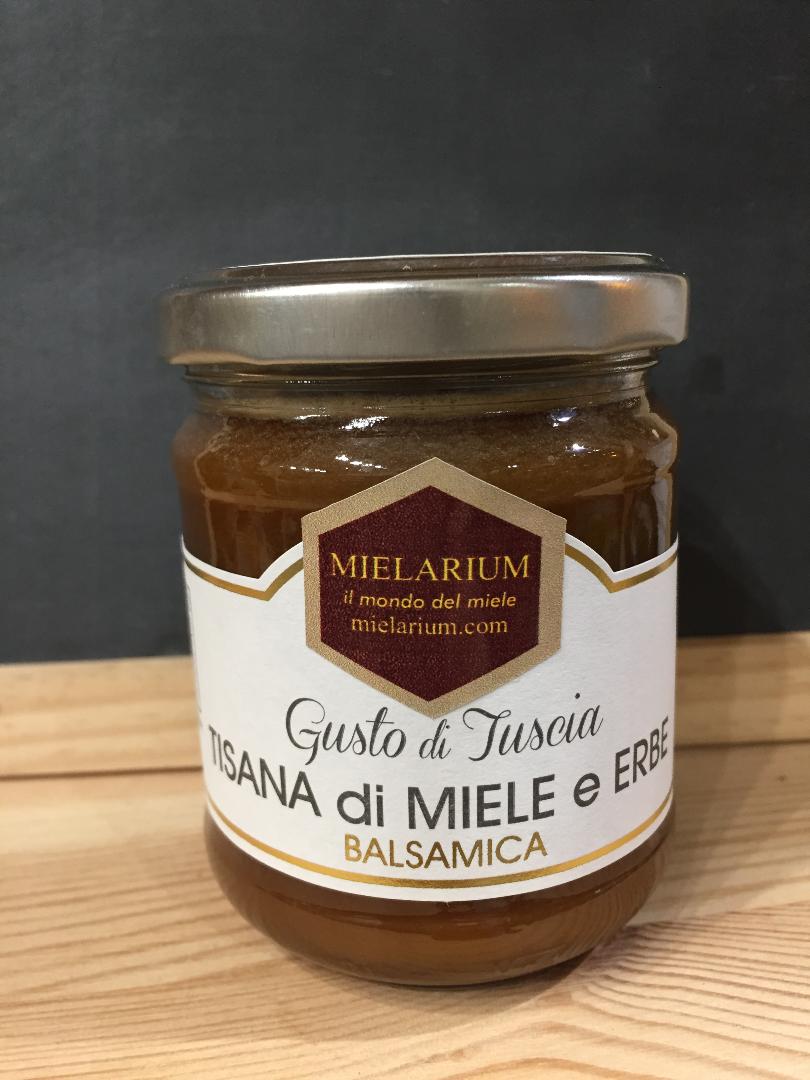 MIELARIUM
il mondo del miele
mielarium.com
Gusto di Tuscia
TISANA di MIELE e ERBE
BALSAMICA